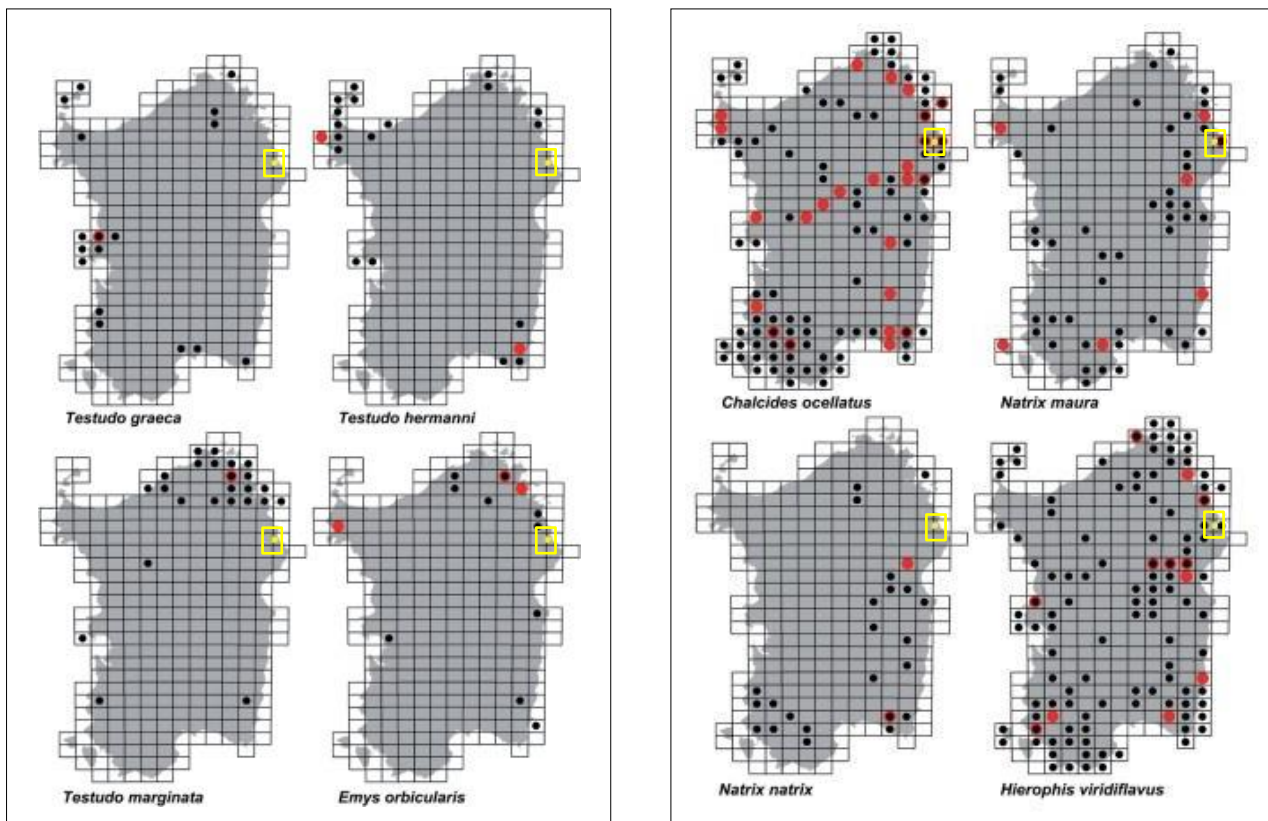 Testudo graeca
Testudo hermanni
Testudo marginata
Emys orbicularis
Chalcides ocellatus
Natrix maura
Natrix natrix
Hierophis viridiflavus